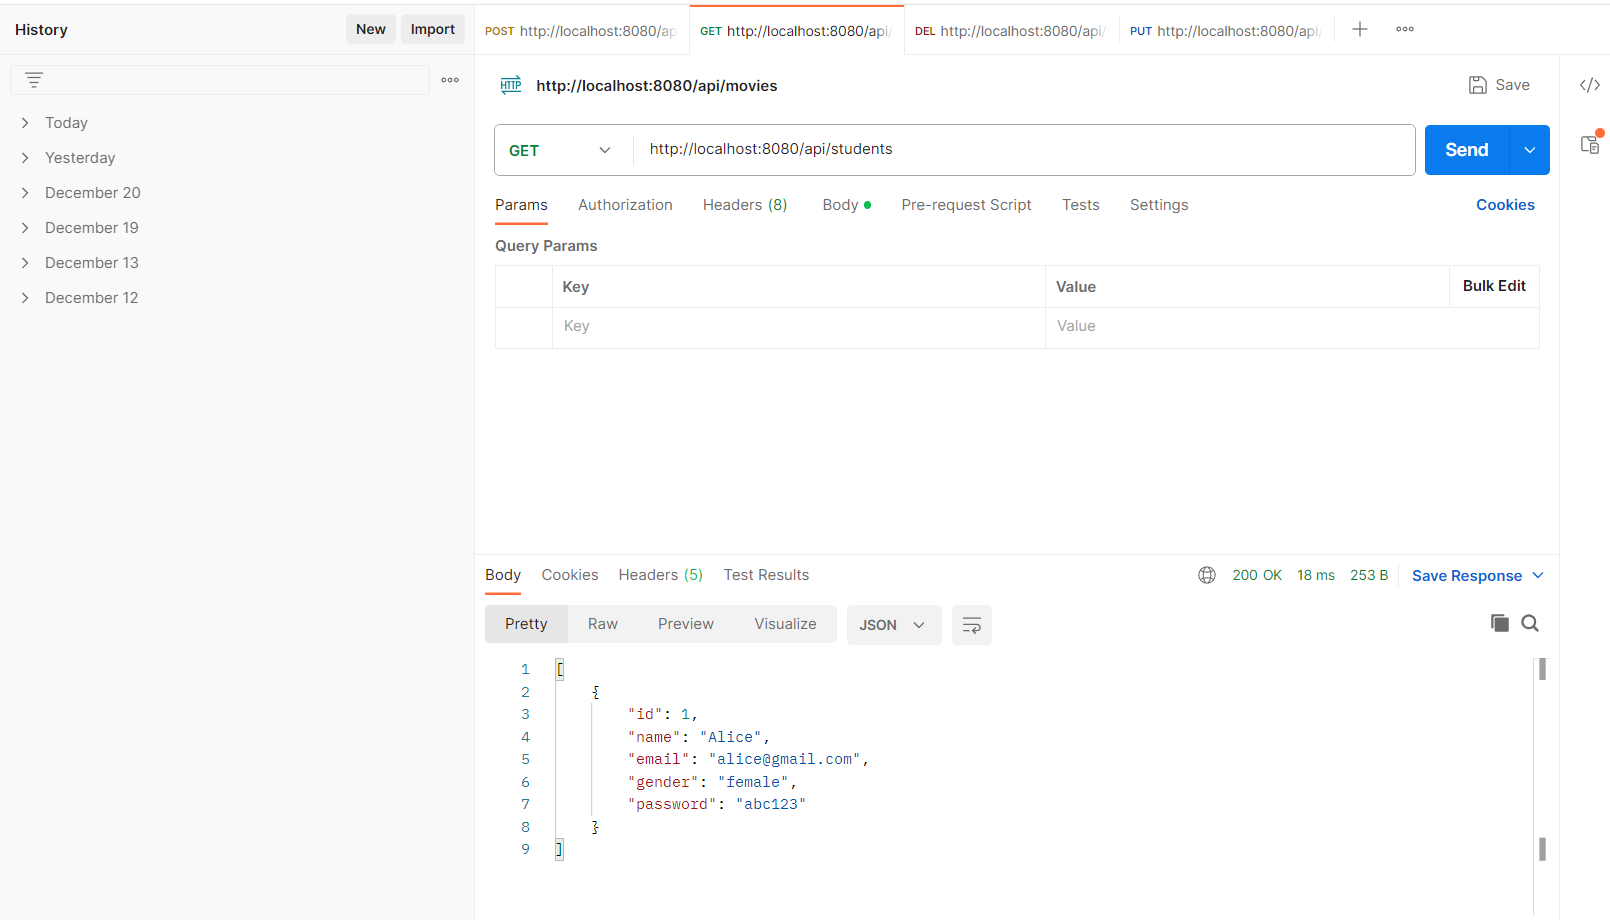 History
New
Import
POST http://localhost:8080/ap
GET http://localhost:8080/api/
DEL http://localhost:8080/api/
PUT http://localhost:8080/api/
HTTP http://localhost:8080/api/movies
Save
Today
Yesterday
December 20
December 19
December 13
December 12
GET http://localhost:8080/api/students
Send
Params Authorization Headers (8) Body Pre-request Script Tests Settings Cookies
Query Params
Key Value Bulk Edit
Key Value
Body Cookies Headers (5) Test Results 200 OK 18 ms 253 B Save Response
Pretty Raw Preview Visualize JSON
1 [
2 {
3 "id": 1,
4 "name": "Alice",
5 "email": "alice@gmail.com",
6 "gender": "female",
7 "password": "abc123"
8 }
9 ]